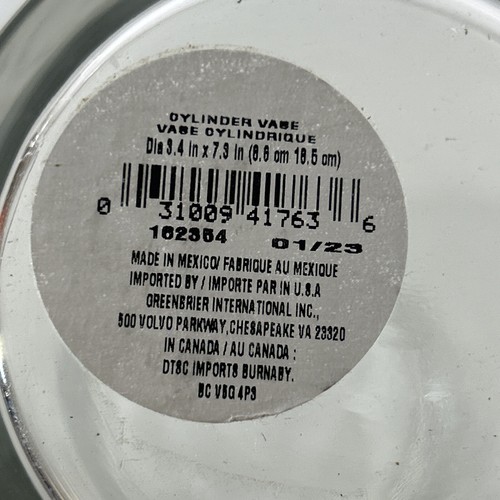 CYLINDER VASE
VASE CYLINDRIQUE
Dia 3.4 in x 7.3 in (8.6 cm 18.5 cm)
0 31009 41763 6
162364 01/23
MADE IN MEXICO/ FABRIQUE AU MEXIQUE
IMPORTED BY / IMPORTE PAR IN U.S.A
GREENBRIER INTERNATIONAL INC.,
500 VOLVO PARKWAY,CHESAPEAKE VA 23320
IN CANADA / AU CANADA :
DTSC IMPORTS BURNABY.
BC V5G 4P3